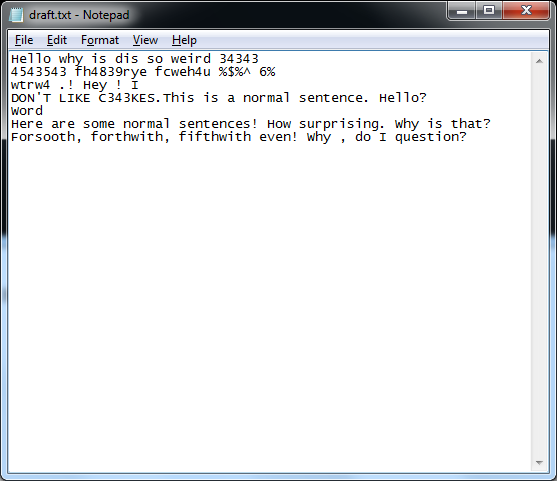 draft.txt - Notepad
File Edit Format View Help
Hello why is dis so weird 34343
4543543 fh4839rye fcweh4u %$%^ 6%
wtrw4 .! Hey ! I
DON'T LIKE C343KES.This is a normal sentence. Hello?
Word
Here are some normal sentences! How surprising. Why is that?
Forsooth, forthwith, fifthwith even! Why , do I question?